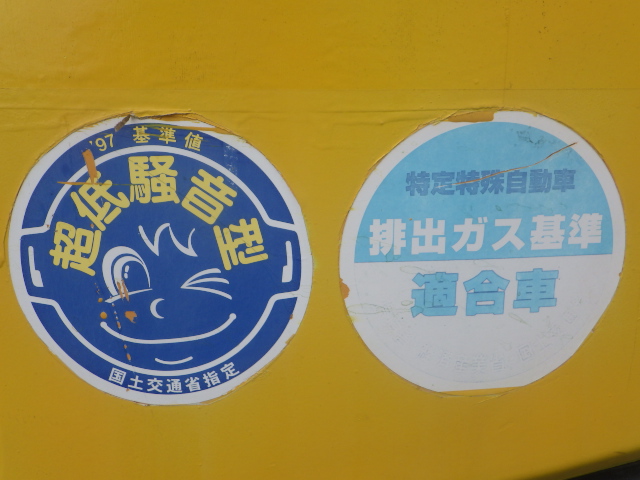 '97 基準値
超低騒音型
国土交通省指定
特定特殊自動車
排出ガス基準
適合車